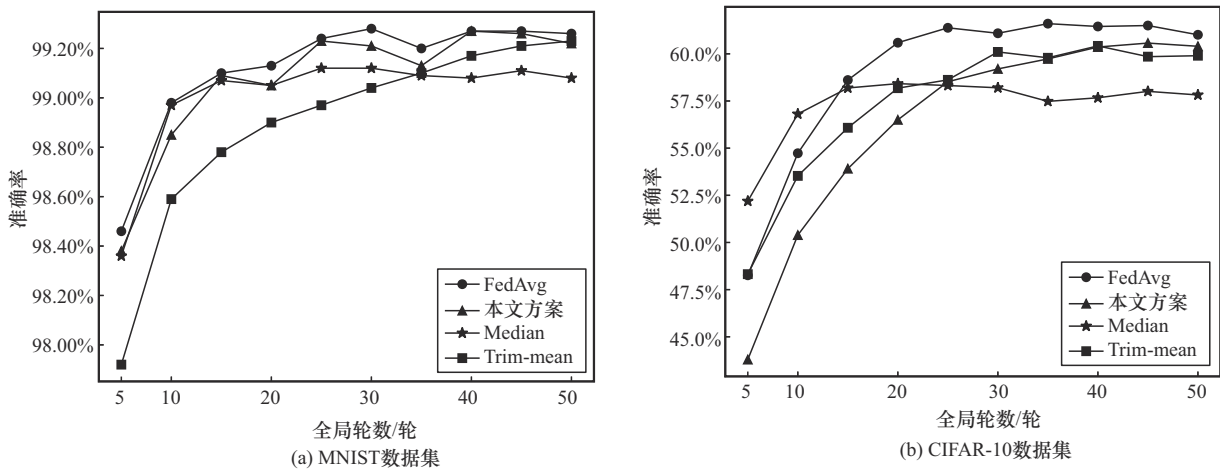 99.20%
99.00%
98.80%
98.60%
98.40%
98.20%
98.00%
准确率
FedAvg
本文方案
Median
Trim-mean
5 10 20 30 40 50
全局轮数/轮
(a) MNIST数据集
60.0%
57.5%
55.0%
52.5%
50.0%
47.5%
45.0%
准确率
FedAvg
本文方案
Median
Trim-mean
5 10 20 30 40 50
全局轮数/轮
(b) CIFAR-10数据集